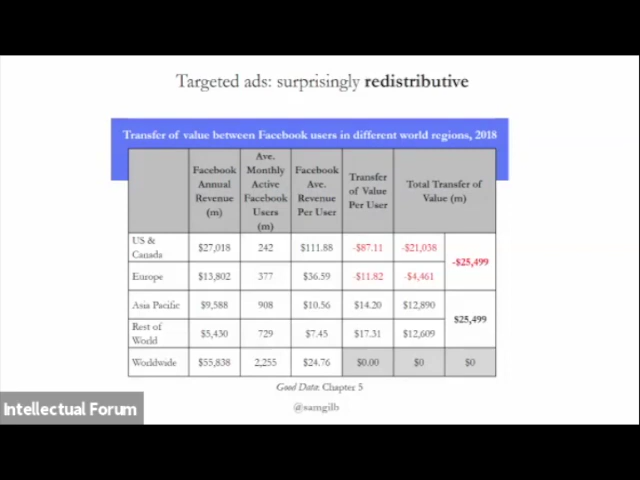 Targeted ads: surprisingly redistributive
Transfer of value between Facebook users in different world regions, 2018
Facebook Annual Revenue (m) Ave. Monthly Active Facebook Users (m) Facebook Ave. Revenue Per User Transfer of Value Per User Total Transfer of Value (m)
US & Canada $27,018 242 $111.88 -$87.11 -$21,038 -$25,499
Europe $13,802 377 $36.59 -$11.82 -$4,461
Asia Pacific $9,588 908 $10.56 $14.20 $12,890 $25,499
Rest of World $5,430 729 $7.45 $17.31 $12,609
Worldwide $55,838 2,255 $24.76 $0.00 $0 $0
Good Data. Chapter 5
@samgilb
Intellectual Forum